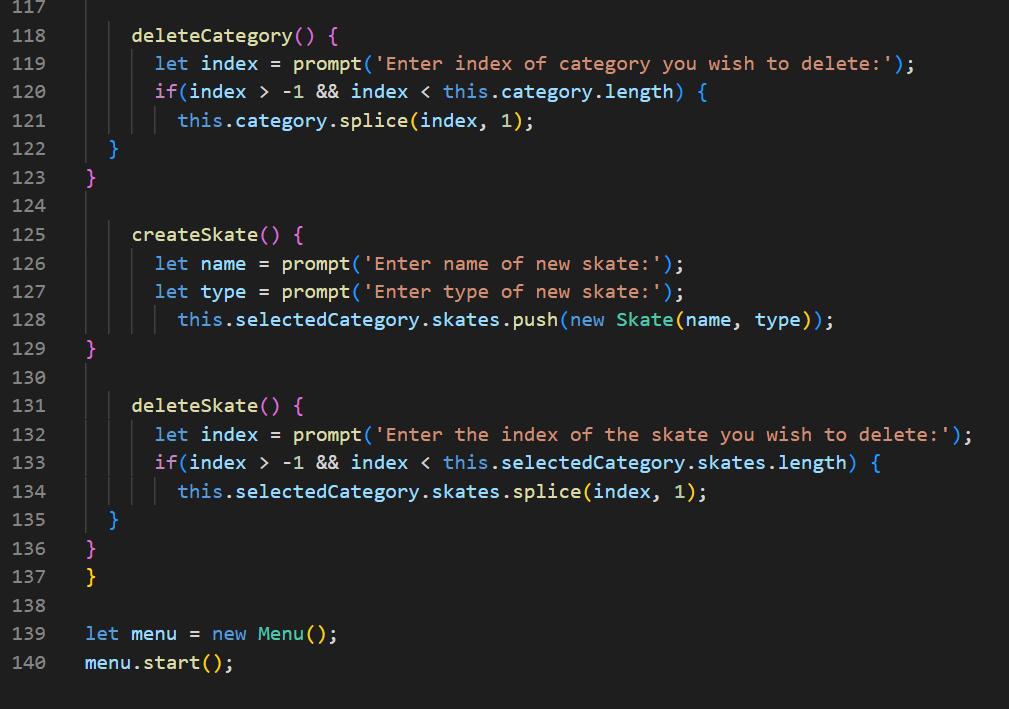 117
118     deleteCategory() {
119       let index = prompt('Enter index of category you wish to delete:');
120       if(index > -1 && index < this.category.length) {
121         this.category.splice(index, 1);
122   }
123 }
124
125     createSkate() {
126       let name = prompt('Enter name of new skate:');
127       let type = prompt('Enter type of new skate:');
128         this.selectedCategory.skates.push(new Skate(name, type));
129 }
130
131     deleteSkate() {
132       let index = prompt('Enter the index of the skate you wish to delete:');
133       if(index > -1 && index < this.selectedCategory.skates.length) {
134         this.selectedCategory.skates.splice(index, 1);
135   }
136 }
137 }
138
139 let menu = new Menu();
140 menu.start();